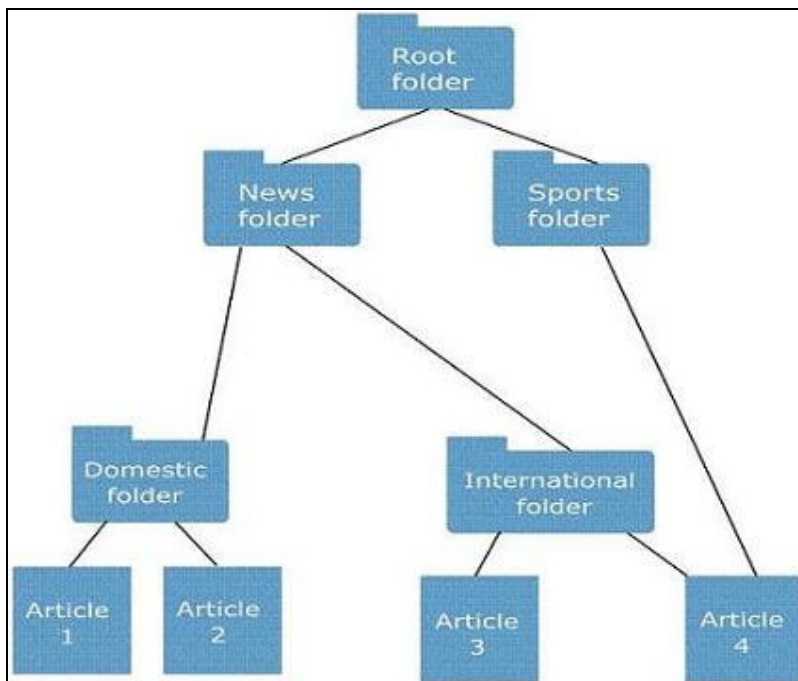 Root
folder
News
folder
Sports
folder
Domestic
folder
International
folder
Article
1
Article
2
Article
3
Article
4